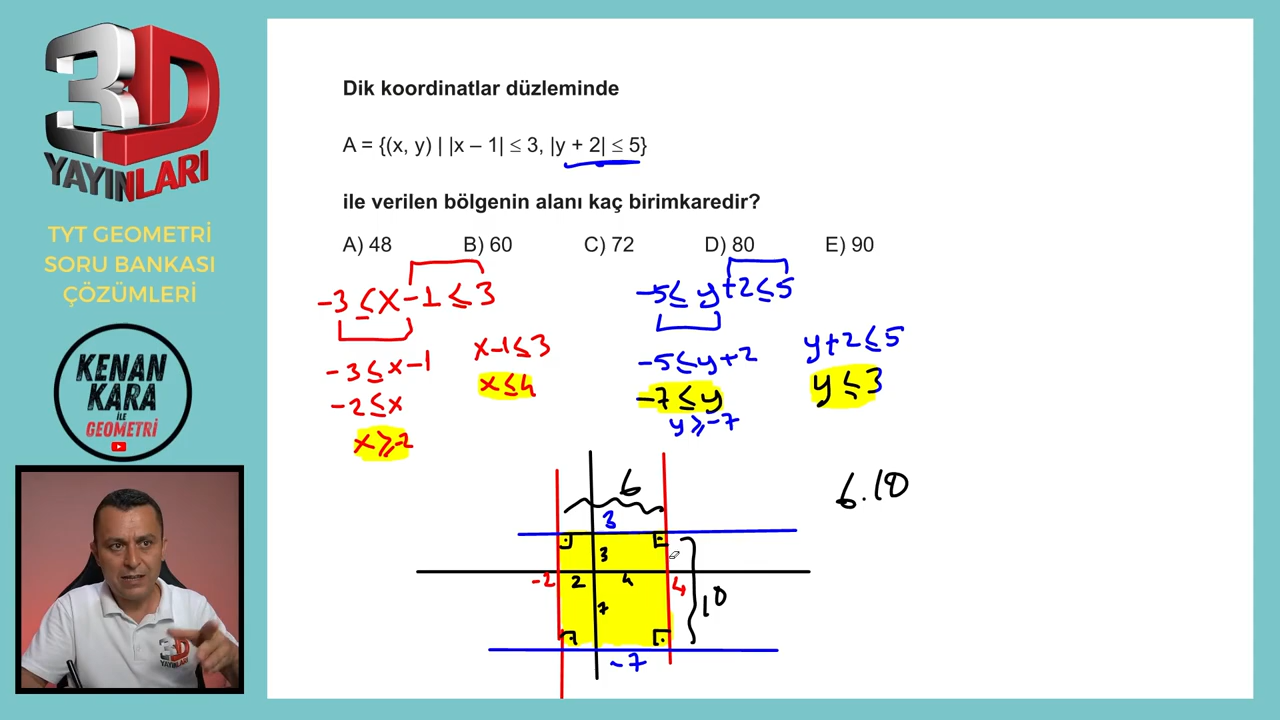 3D
YAYINLARI
TYT GEOMETRİ
SORU BANKASI
ÇÖZÜMLERİ
KENAN
KARA
İLE
GEOMETRİ
3D
YAYINLARI
Dik koordinatlar düzleminde
A = {(x, y) | |x – 1| ≤ 3, |y + 2| ≤ 5}
ile verilen bölgenin alanı kaç birimkaredir?
A) 48 B) 60 C) 72 D) 80 E) 90
-3 ≤ x - 1 ≤ 3
-3 ≤ x - 1
-2 ≤ x
x ≥ -2
x - 1 ≤ 3
x ≤ 4
-5 ≤ y + 2 ≤ 5
-5 ≤ y + 2
-7 ≤ y
y ≥ -7
y + 2 ≤ 5
y ≤ 3
6
6.10
3
3
-2 2 4 4
7
10
-7